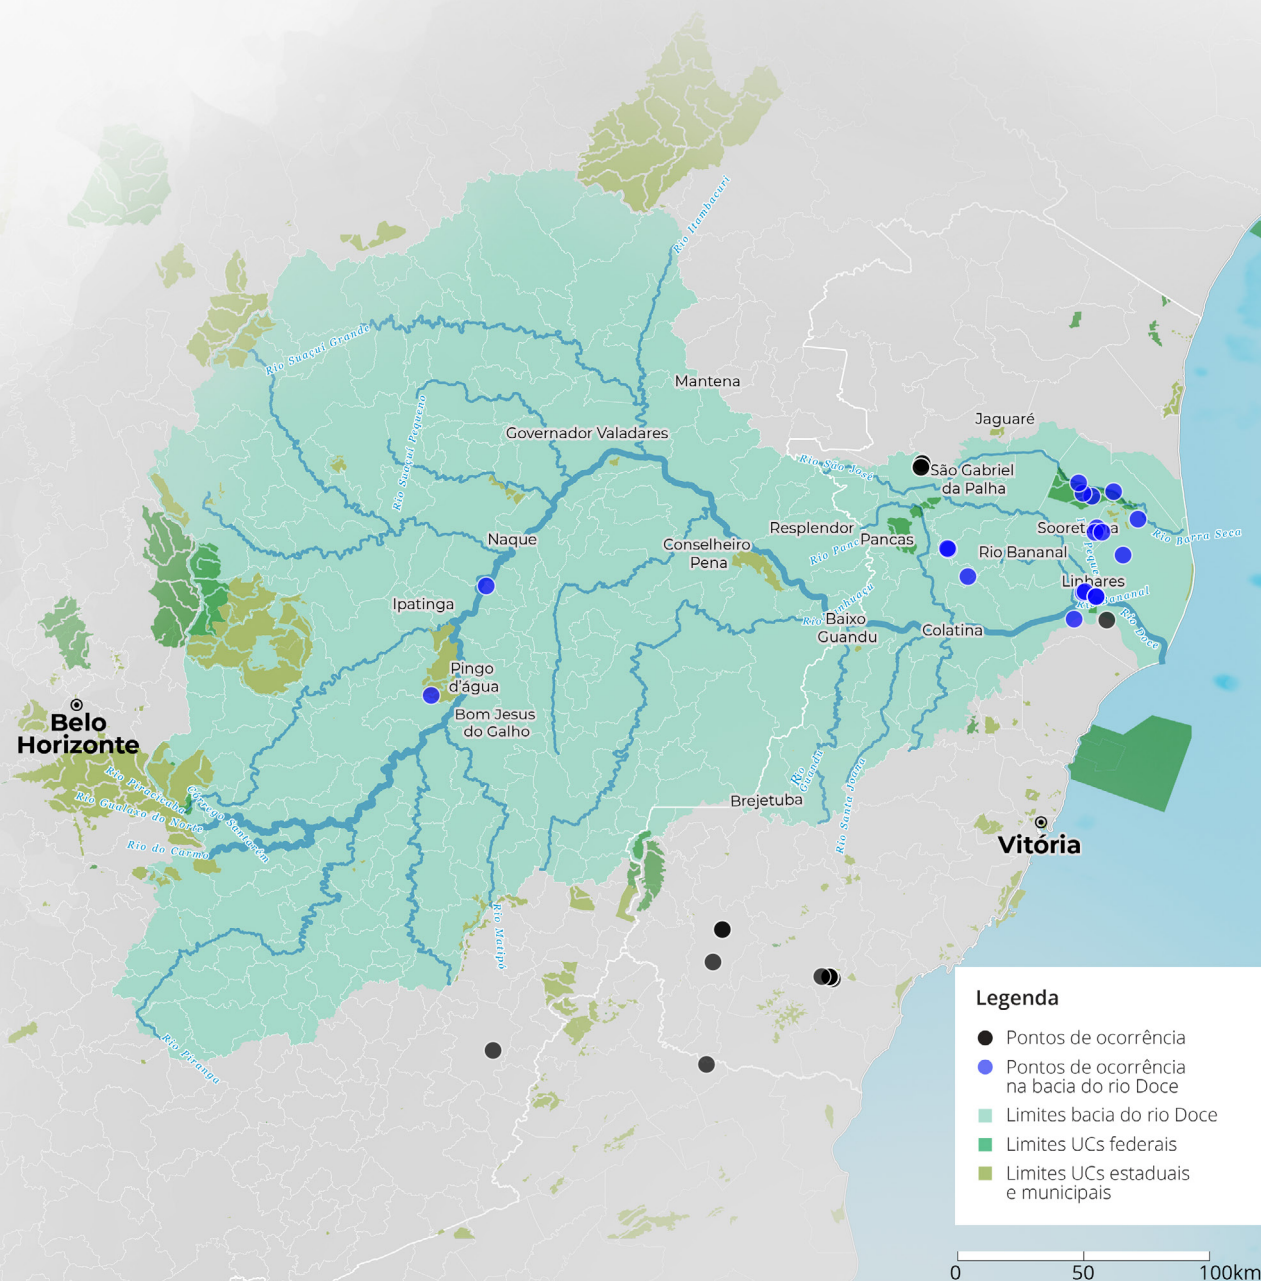 Rio Itambacuri
Rio Suaçuí Grande
Mantena
Rio Suaçuí Pequeno
Jaguaré
Governador Valadares
Rio São José
São Gabriel
da Palha
Resplendor
Pancas
Naque
Conselheiro
Pena
Rio Bananal
Rio Barra Seca
Ipatinga
Linhares
Baixo
Guandu
Colatina
Rio Doce
Pingo
d'água
Bom Jesus
do Galho
Belo
Horizonte
Rio Piracicaba
Rio Gualaxo do Norte
Córrego Santarém
Rio do Carmo
Rio
Guandu
Rio Santa Joana
Brejetuba
Vitória
Rio Matipó
Rio Piranga
Legenda
Pontos de ocorrência
Pontos de ocorrência
na bacia do rio Doce
Limites bacia do rio Doce
Limites UCs federais
Limites UCs estaduais
e municipais
0 50 100km